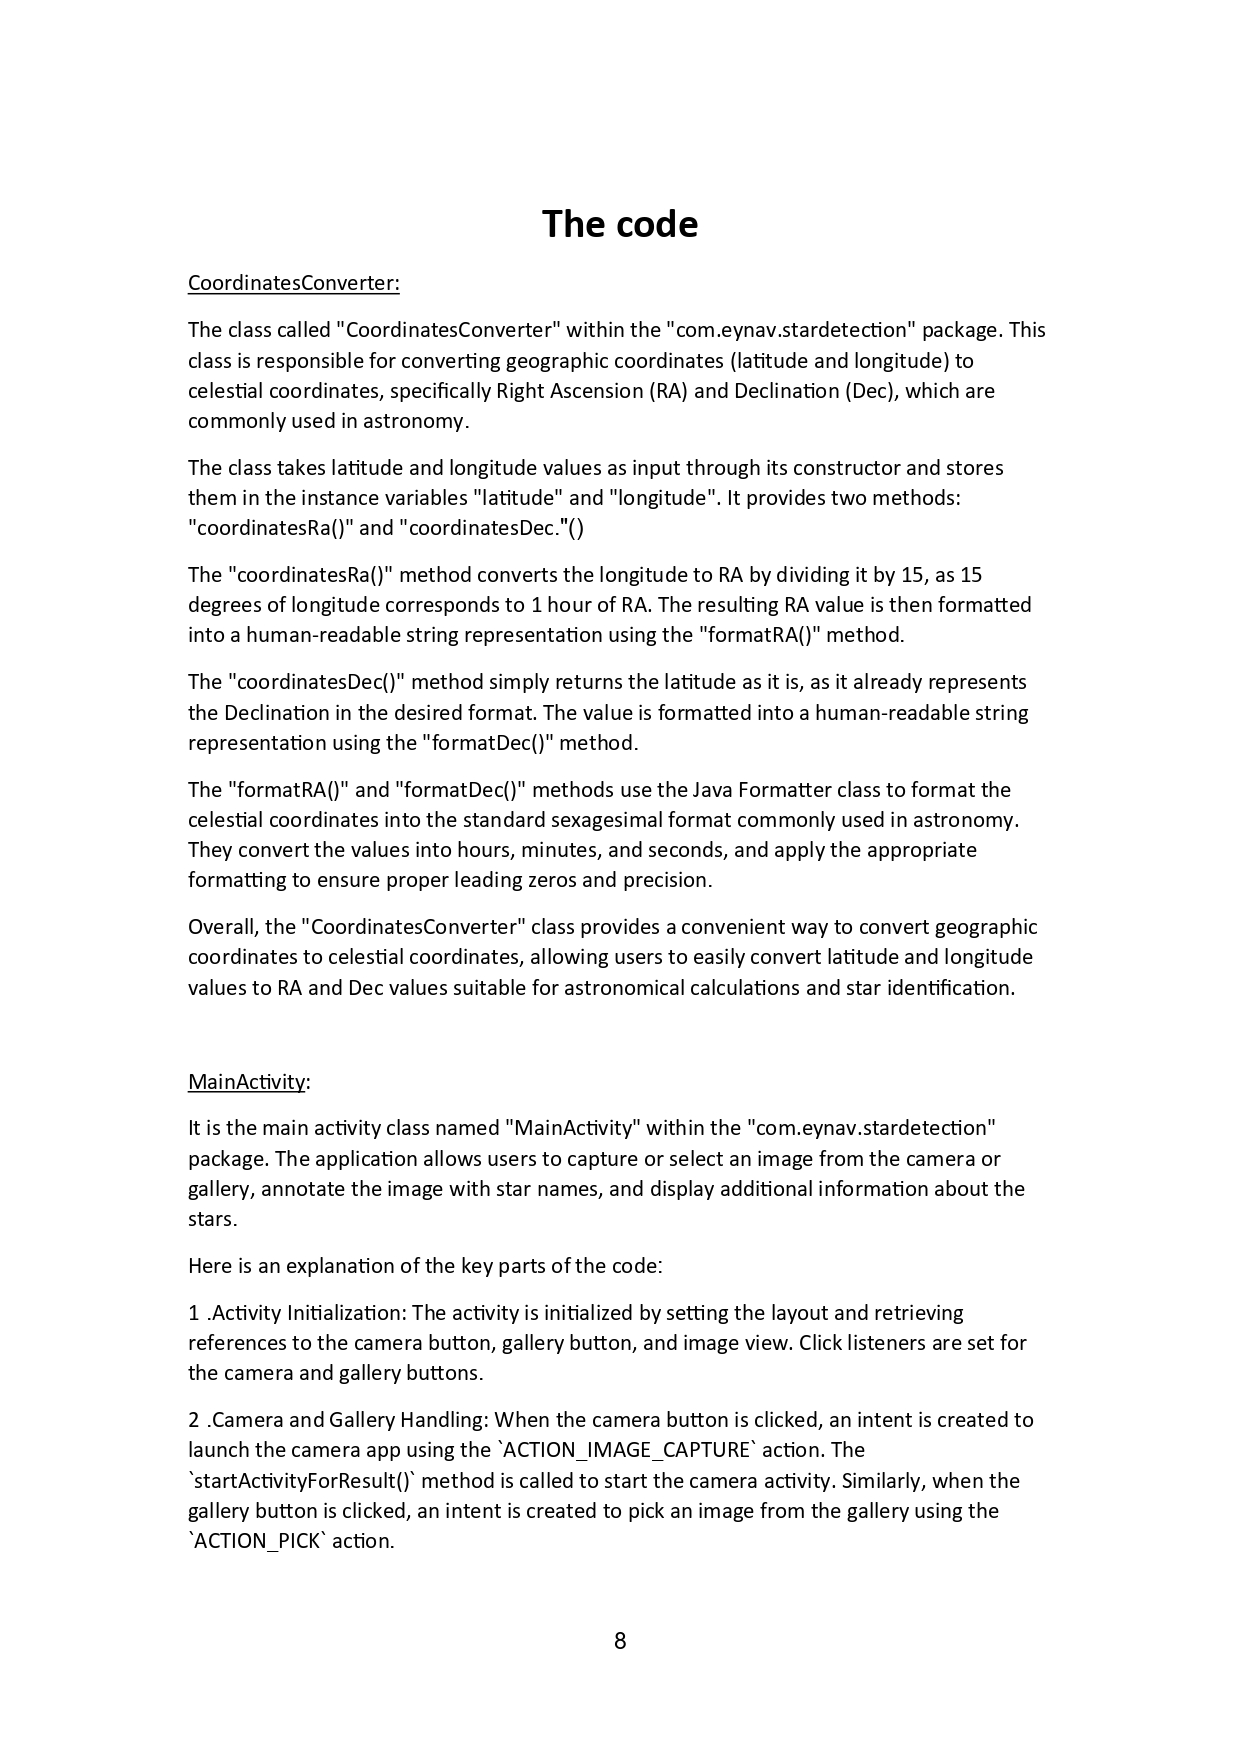 The code
CoordinatesConverter:
The class called "CoordinatesConverter" within the "com.eynav.stardetection" package. This
class is responsible for converting geographic coordinates (latitude and longitude) to
celestial coordinates, specifically Right Ascension (RA) and Declination (Dec), which are
commonly used in astronomy.
The class takes latitude and longitude values as input through its constructor and stores
them in the instance variables "latitude" and "longitude". It provides two methods:
"coordinatesRa()" and "coordinatesDec."()
The "coordinatesRa()" method converts the longitude to RA by dividing it by 15, as 15
degrees of longitude corresponds to 1 hour of RA. The resulting RA value is then formatted
into a human-readable string representation using the "formatRA()" method.
The "coordinatesDec()" method simply returns the latitude as it is, as it already represents
the Declination in the desired format. The value is formatted into a human-readable string
representation using the "formatDec()" method.
The "formatRA()" and "formatDec()" methods use the Java Formatter class to format the
celestial coordinates into the standard sexagesimal format commonly used in astronomy.
They convert the values into hours, minutes, and seconds, and apply the appropriate
formatting to ensure proper leading zeros and precision.
Overall, the "CoordinatesConverter" class provides a convenient way to convert geographic
coordinates to celestial coordinates, allowing users to easily convert latitude and longitude
values to RA and Dec values suitable for astronomical calculations and star identification.
MainActivity:
It is the main activity class named "MainActivity" within the "com.eynav.stardetection"
package. The application allows users to capture or select an image from the camera or
gallery, annotate the image with star names, and display additional information about the
stars.
Here is an explanation of the key parts of the code:
1 .Activity Initialization: The activity is initialized by setting the layout and retrieving
references to the camera button, gallery button, and image view. Click listeners are set for
the camera and gallery buttons.
2 .Camera and Gallery Handling: When the camera button is clicked, an intent is created to
launch the camera app using the `ACTION_IMAGE_CAPTURE` action. The
`startActivityForResult()` method is called to start the camera activity. Similarly, when the
gallery button is clicked, an intent is created to pick an image from the gallery using the
`ACTION_PICK` action.
8